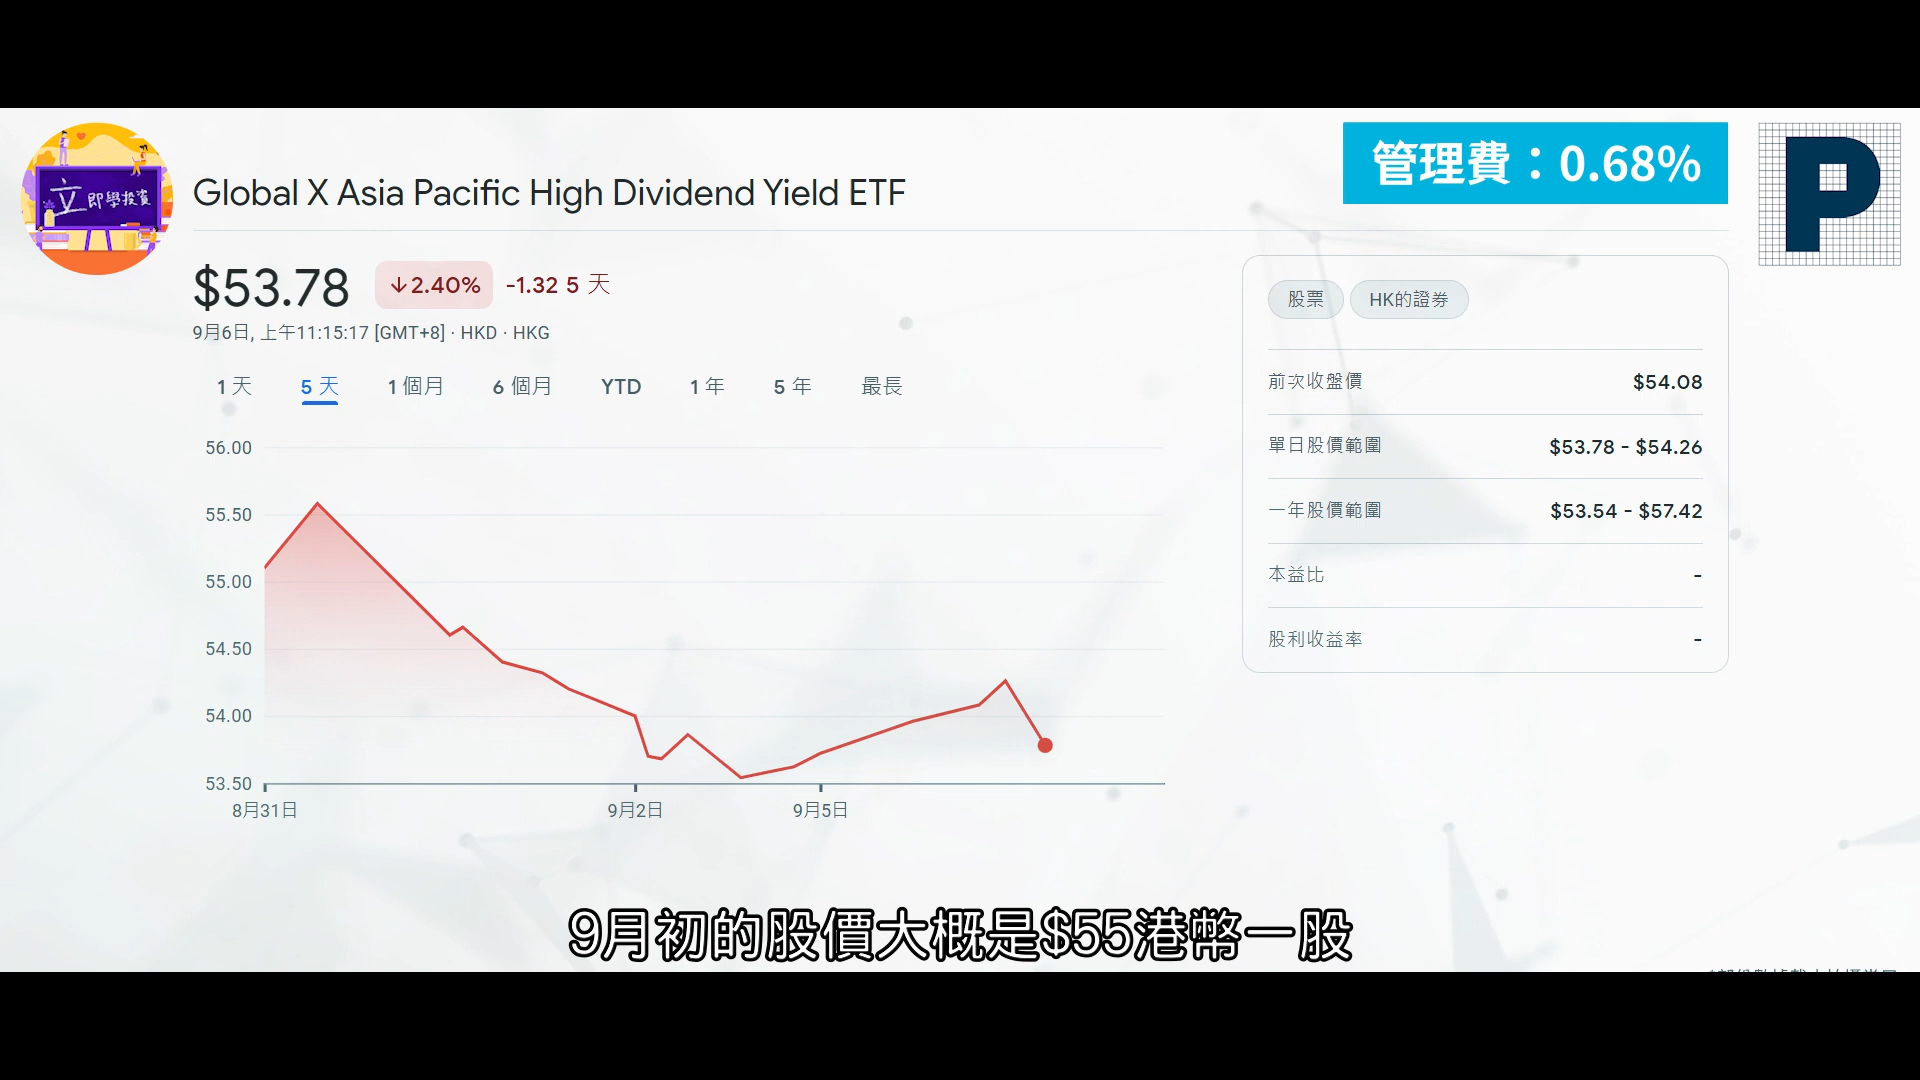 管理費：0.68%
P
立即學投資
Global X Asia Pacific High Dividend Yield ETF
$53.78 ↓2.40% -1.32 5 天
9月6日, 上午11:15:17 [GMT+8] · HKD · HKG
1 天 5 天 1 個月 6 個月 YTD 1 年 5 年 最長
56.00
55.50
55.00
54.50
54.00
53.50
8月31日 9月2日 9月5日
股票 HK的證券
前次收盤價 $54.08
單日股價範圍 $53.78 - $54.26
一年股價範圍 $53.54 - $57.42
本益比 -
股利收益率 -
9月初的股價大概是$55港幣一股